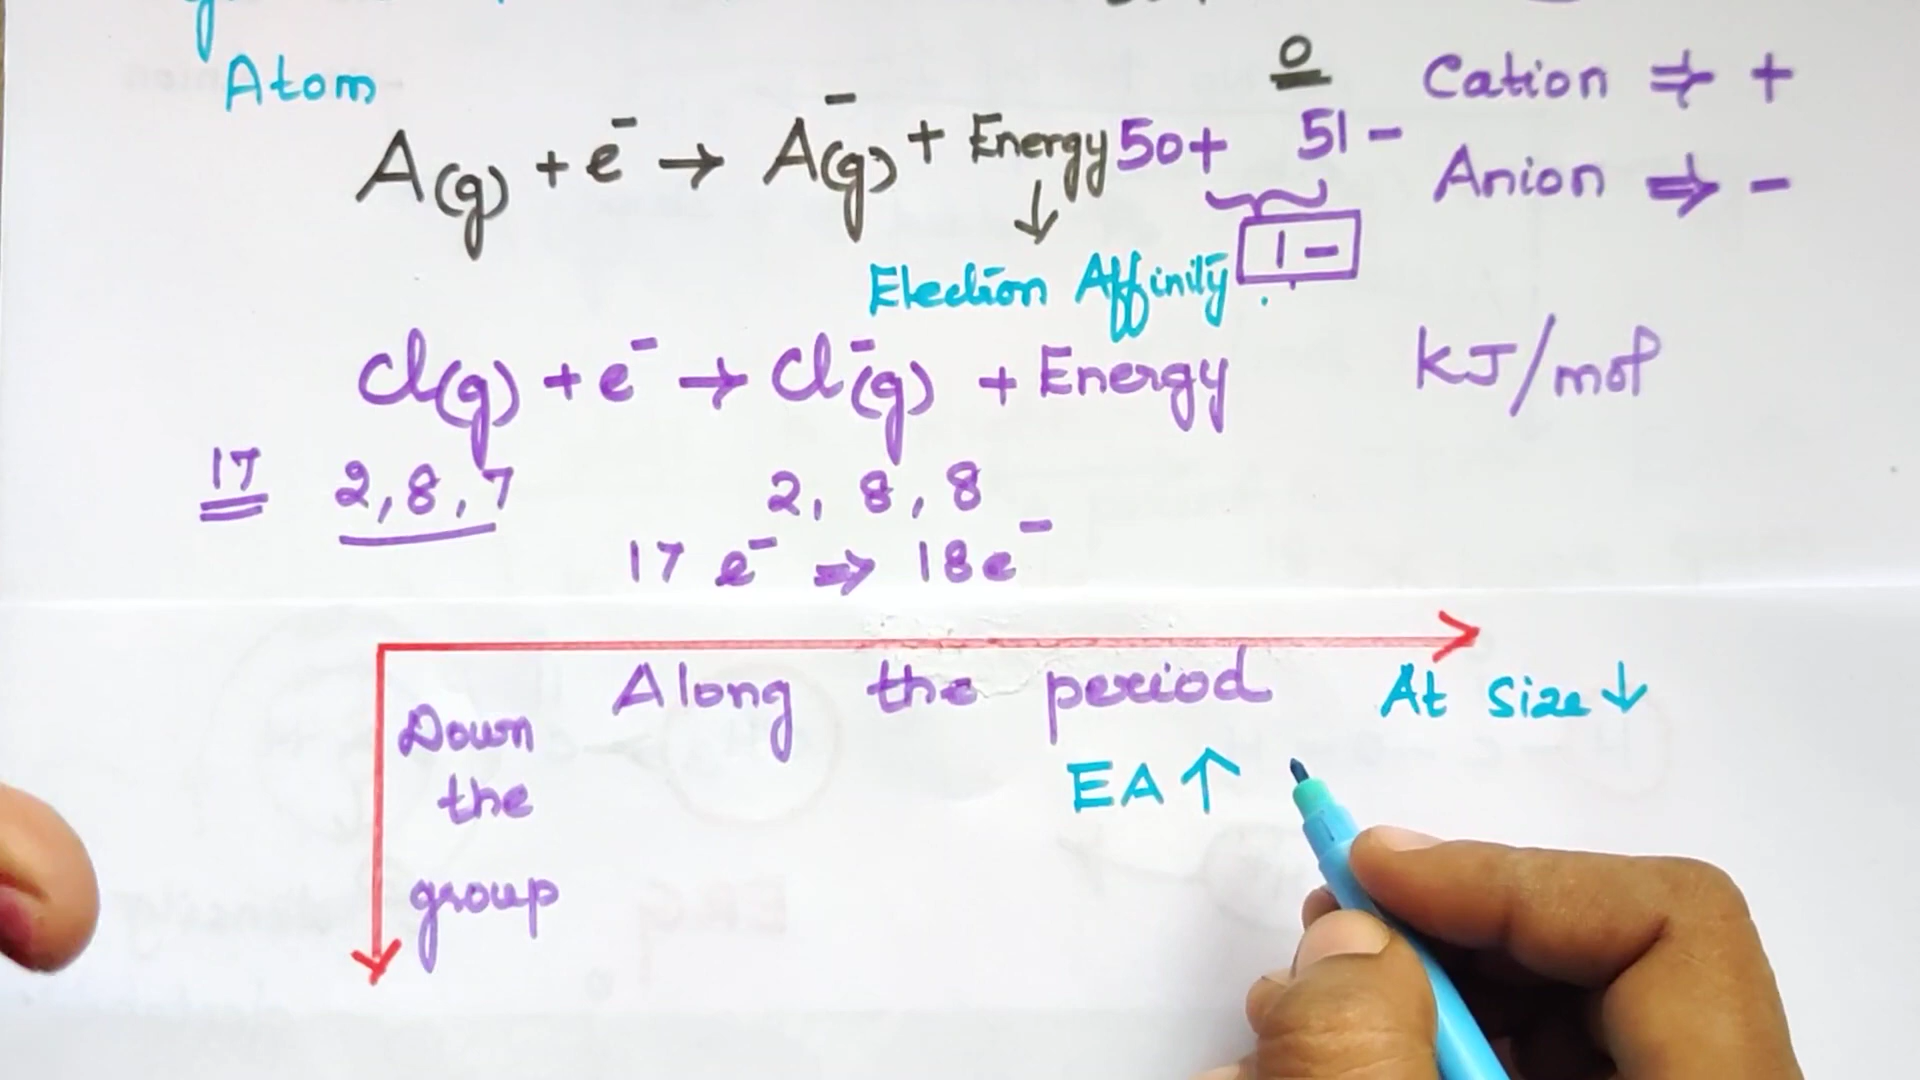 Atom
A(g) + e⁻ → A⁻(g) + Energy
↓
Electron Affinity
0
50+ 51-
1-
Cation ⇒ +
Anion ⇒ -
Cl(g) + e⁻ → Cl⁻(g) + Energy
kJ/mol
17 2,8,7 2, 8, 8
17 e⁻ ⇒ 18e⁻
Along the period
At Size ↓
EA ↑
Down
the
group